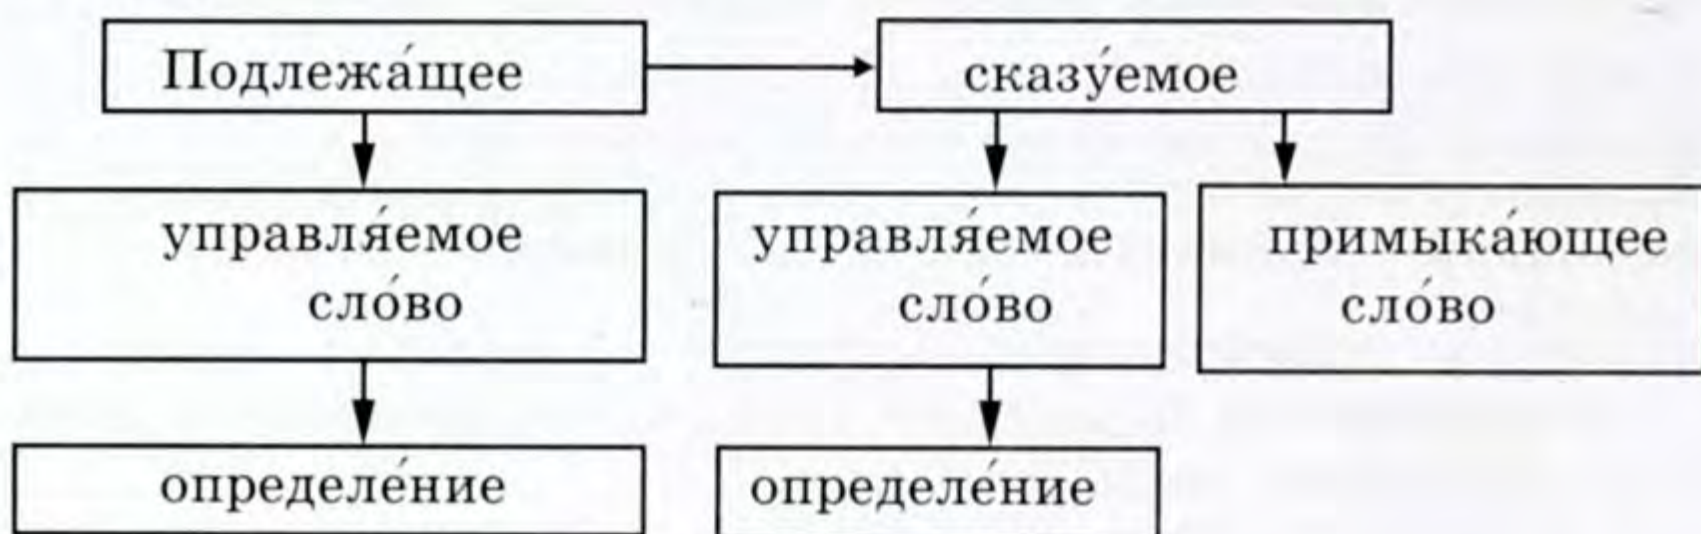 Подлежа́щее
сказу́емое
управля́емое
сло́во
управля́емое
сло́во
примыка́ющее
сло́во
определе́ние
определе́ние